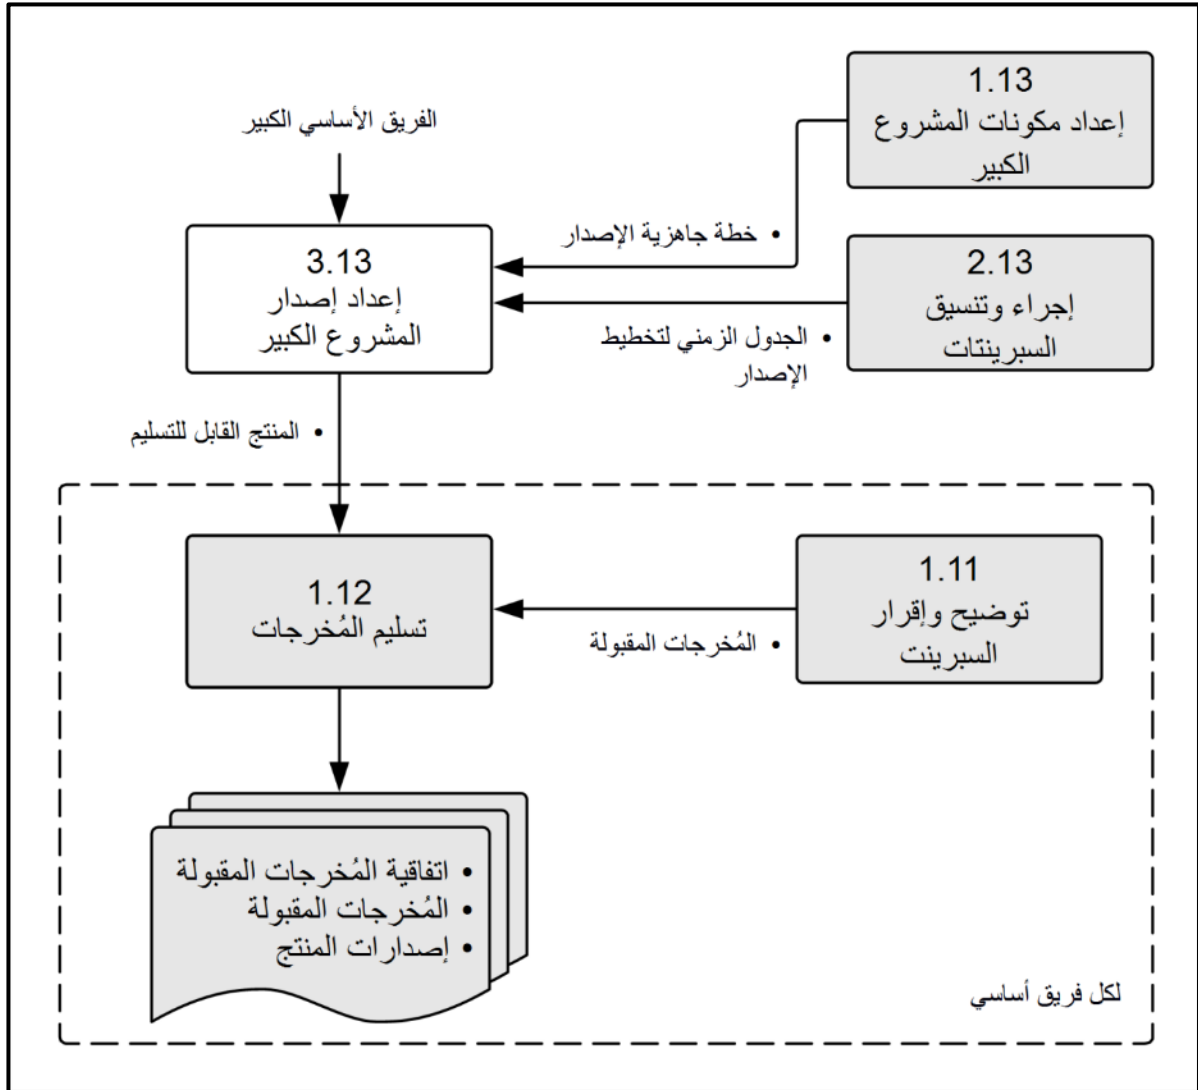 1.13
إعداد مكونات المشروع
الكبير
الفريق الأساسي الكبير
• خطة جاهزية الإصدار
3.13
إعداد إصدار
المشروع الكبير
2.13
إجراء وتنسيق
السبرينتات
• الجدول الزمني لتخطيط
الإصدار
• المنتج القابل للتسليم
1.11
توضيح وإقرار
السبرينت
1.12
تسليم المُخرجات
• المُخرجات المقبولة
• اتفاقية المُخرجات المقبولة
• المُخرجات المقبولة
• إصدارات المنتج
لكل فريق أساسي